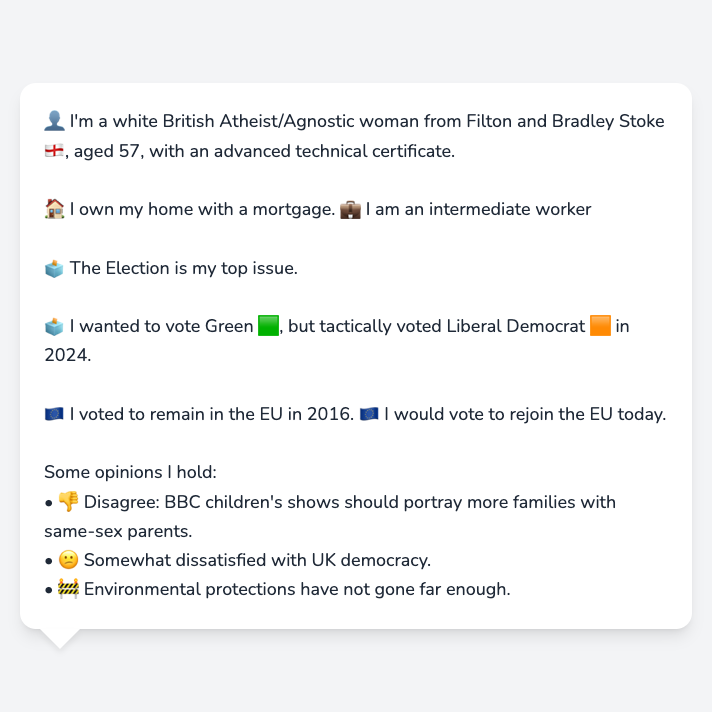 👤 I'm a white British Atheist/Agnostic woman from Filton and Bradley Stoke
🏴󠁧󠁢󠁥󠁮󠁧󠁿, aged 57, with an advanced technical certificate.
🏠 I own my home with a mortgage. 💼 I am an intermediate worker
🗳️ The Election is my top issue.
🗳️ I wanted to vote Green 🟩, but tactically voted Liberal Democrat 🟧 in
2024.
🇪🇺 I voted to remain in the EU in 2016. 🇪🇺 I would vote to rejoin the EU today.
Some opinions I hold:
• 👎 Disagree: BBC children's shows should portray more families with
same-sex parents.
• 🙁 Somewhat dissatisfied with UK democracy.
• 🚧 Environmental protections have not gone far enough.